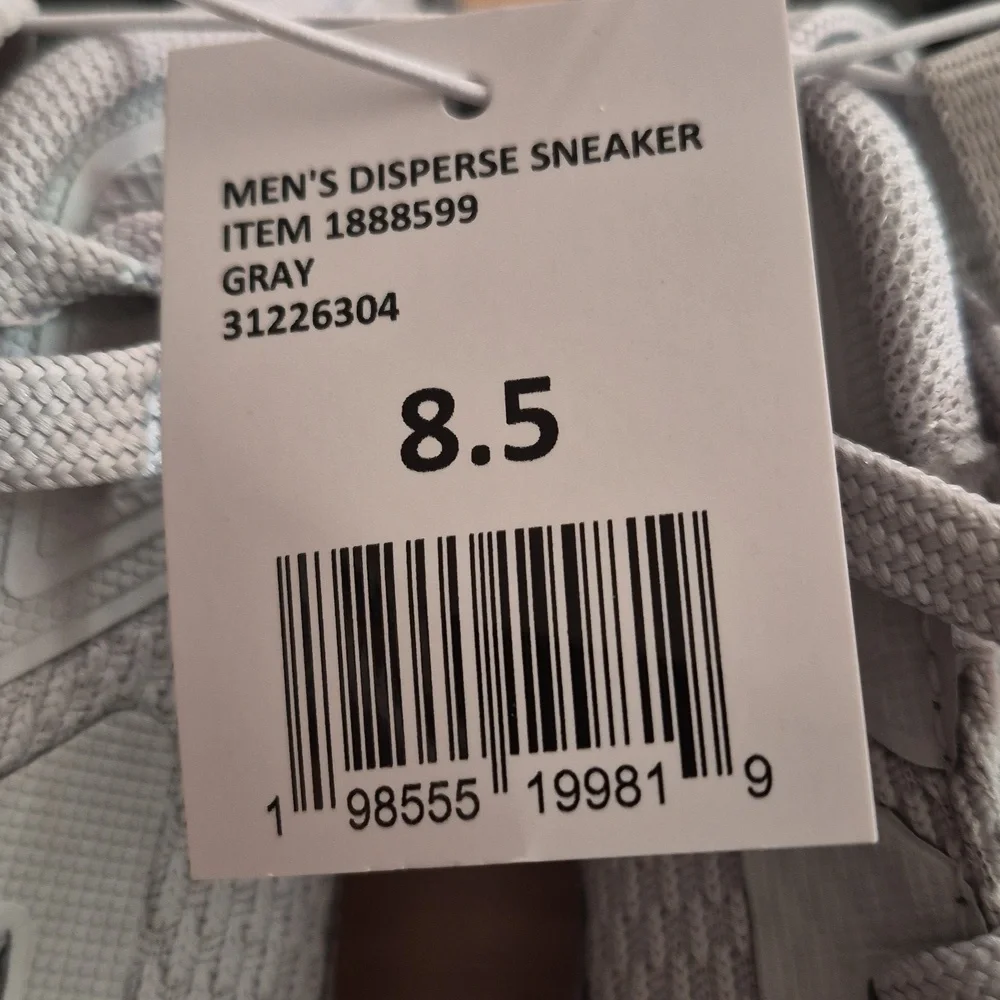 MEN'S DISPERSE SNEAKER
ITEM 1888599
GRAY
31226304
8.5
1 98555 19981 9